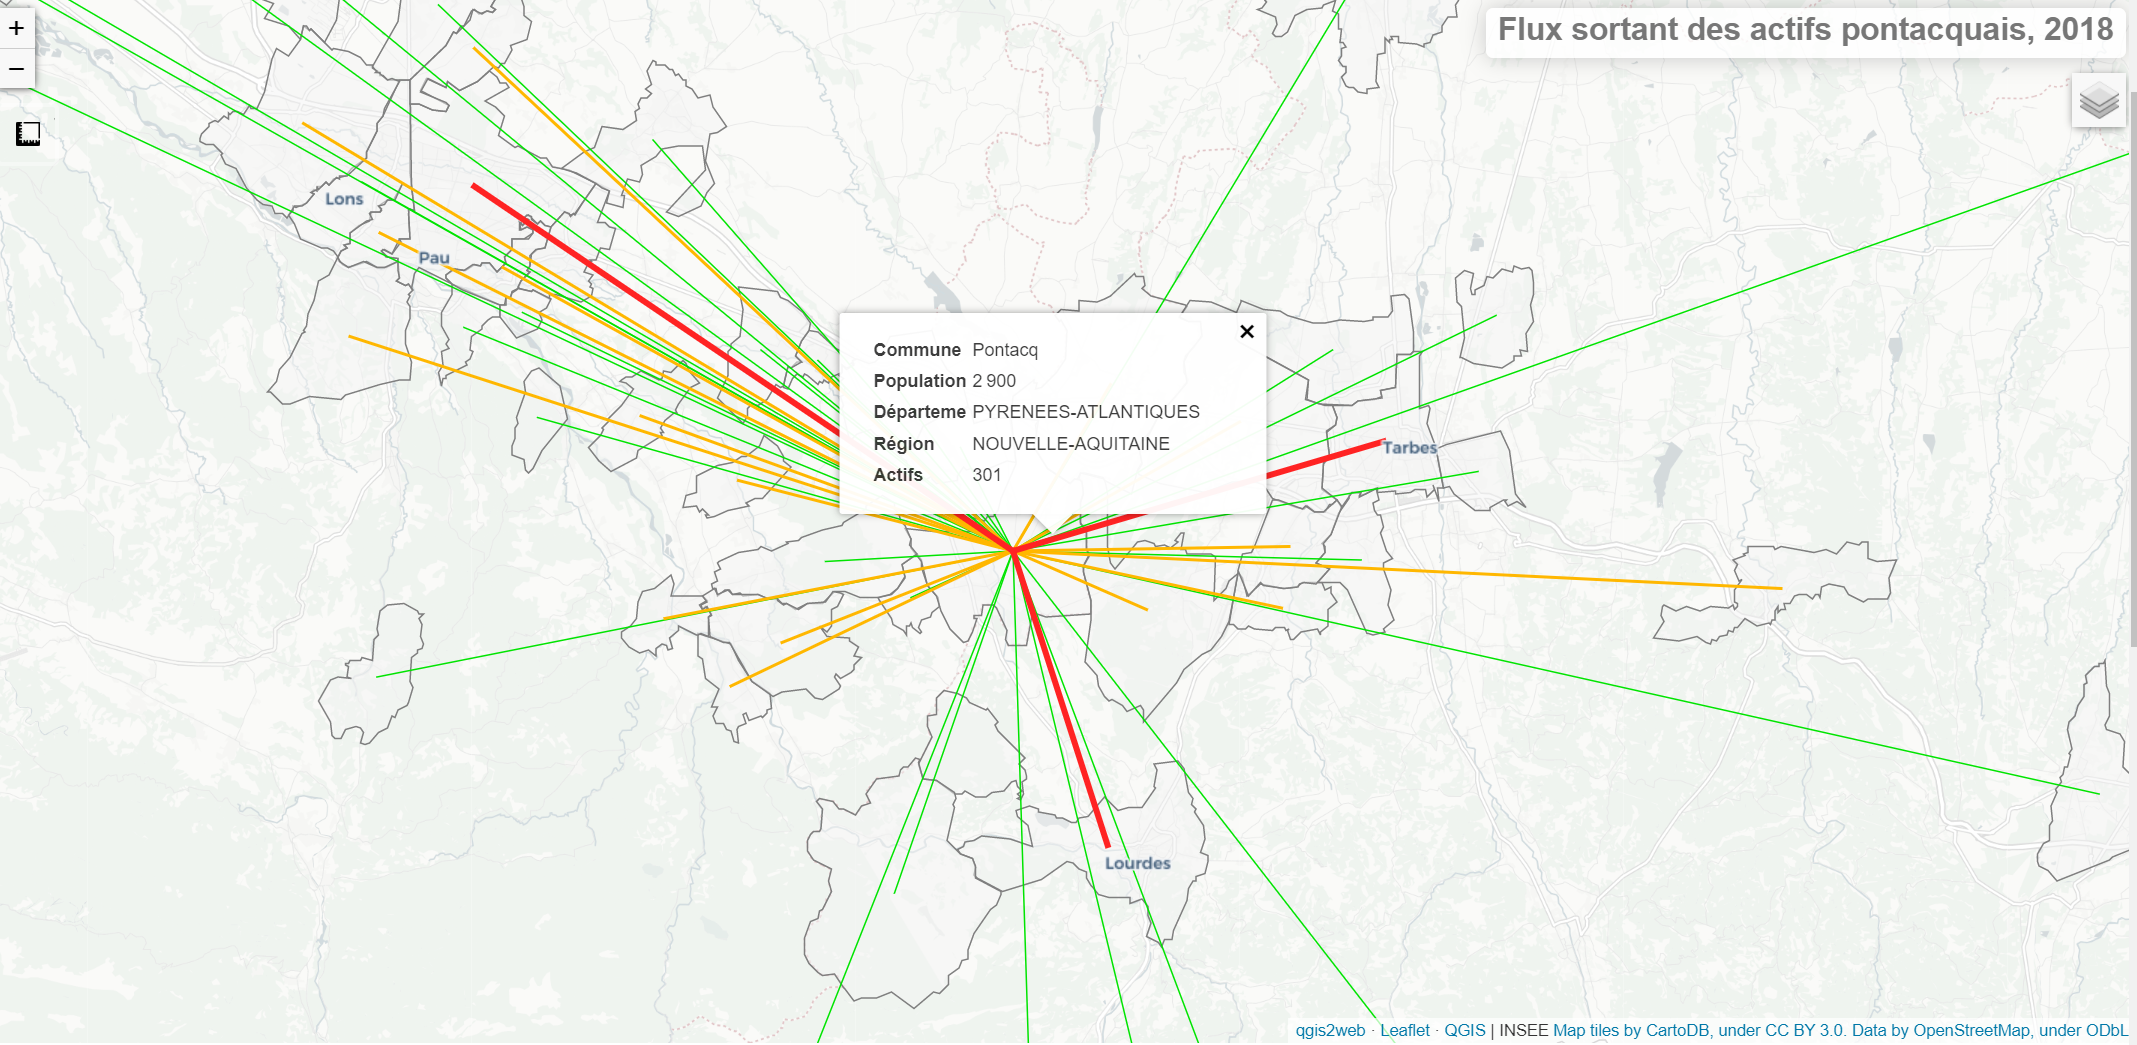 +
−
Flux sortant des actifs pontacquais, 2018
Lons
Pau
×
Commune Pontacq
Population 2 900
Départeme PYRENEES-ATLANTIQUES
Région NOUVELLE-AQUITAINE
Actifs 301
Tarbes
Lourdes
qgis2web · Leaflet · QGIS | INSEE Map tiles by CartoDB, under CC BY 3.0. Data by OpenStreetMap, under ODbL